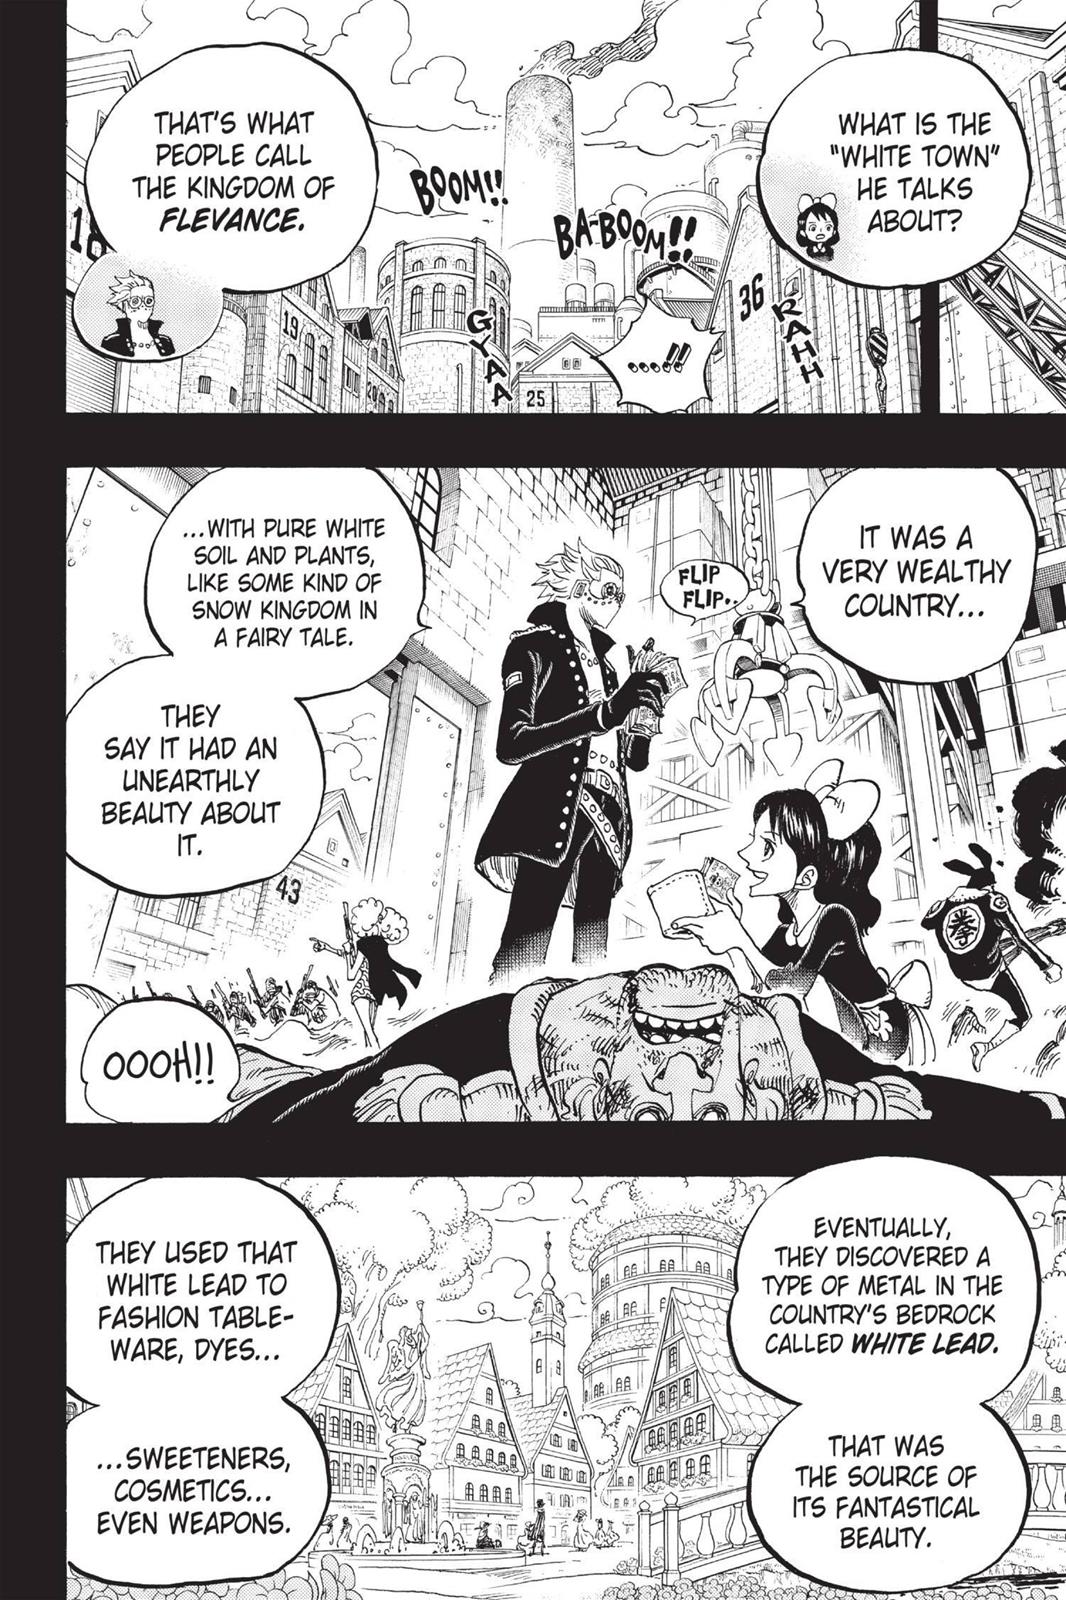 WHAT IS THE
"WHITE TOWN"
HE TALKS
ABOUT?
THAT'S WHAT
PEOPLE CALL
THE KINGDOM OF
FLEVANCE.
BOOM!!
BA-BOOM!!
RAHH
GYAA
.....!!
18
19
25
36
IT WAS A
VERY WEALTHY
COUNTRY...
FLIP
FLIP..
...WITH PURE WHITE
SOIL AND PLANTS,
LIKE SOME KIND OF
SNOW KINGDOM IN
A FAIRY TALE.
THEY
SAY IT HAD AN
UNEARTHLY
BEAUTY ABOUT
IT.
43
拳
OOOH!!
EVENTUALLY,
THEY DISCOVERED A
TYPE OF METAL IN THE
COUNTRY'S BEDROCK
CALLED WHITE LEAD.
THAT WAS
THE SOURCE OF
ITS FANTASTICAL
BEAUTY.
THEY USED THAT
WHITE LEAD TO
FASHION TABLE-
WARE, DYES...
...SWEETENERS,
COSMETICS...
EVEN WEAPONS.